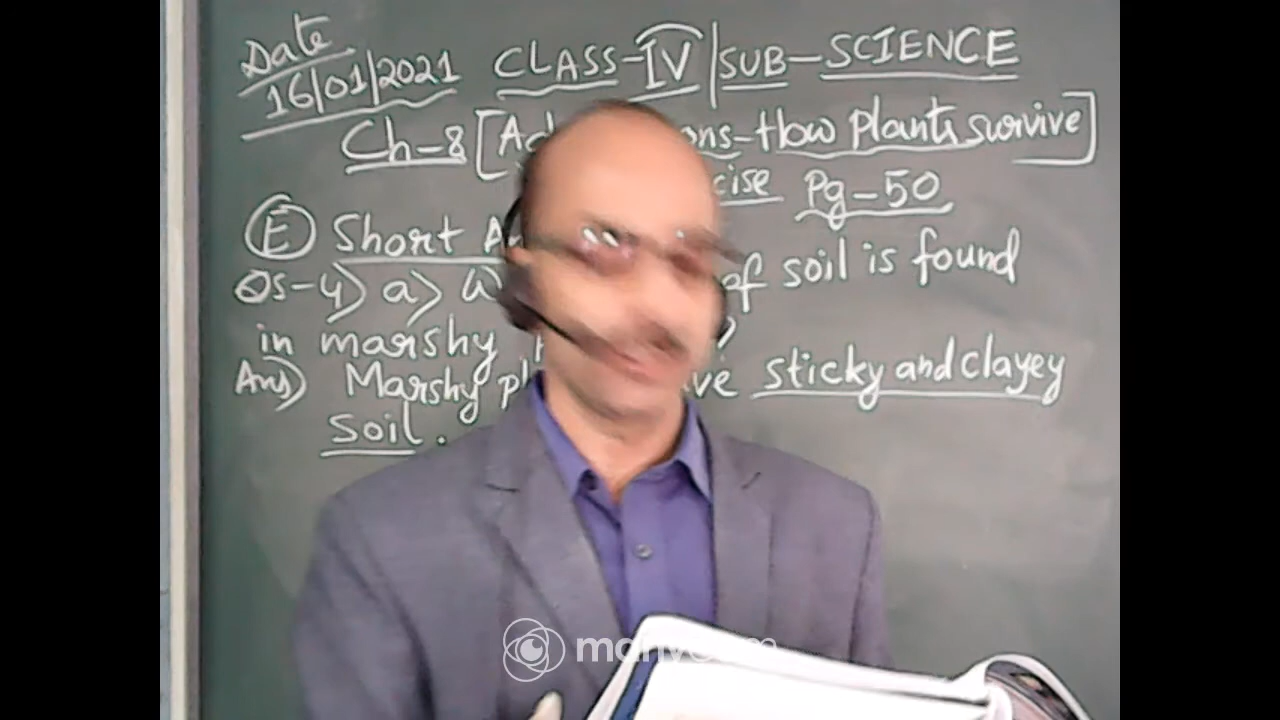 Date
16/01/2021 CLASS-IV | SUB-SCIENCE
Ch-8 [Ad ons-How Plants survive]
cise Pg-50
(E) Short A
Qs-4) a) W of soil is found
in marshy
Ans) Marshy pl ve sticky and clayey
soil.
manycam